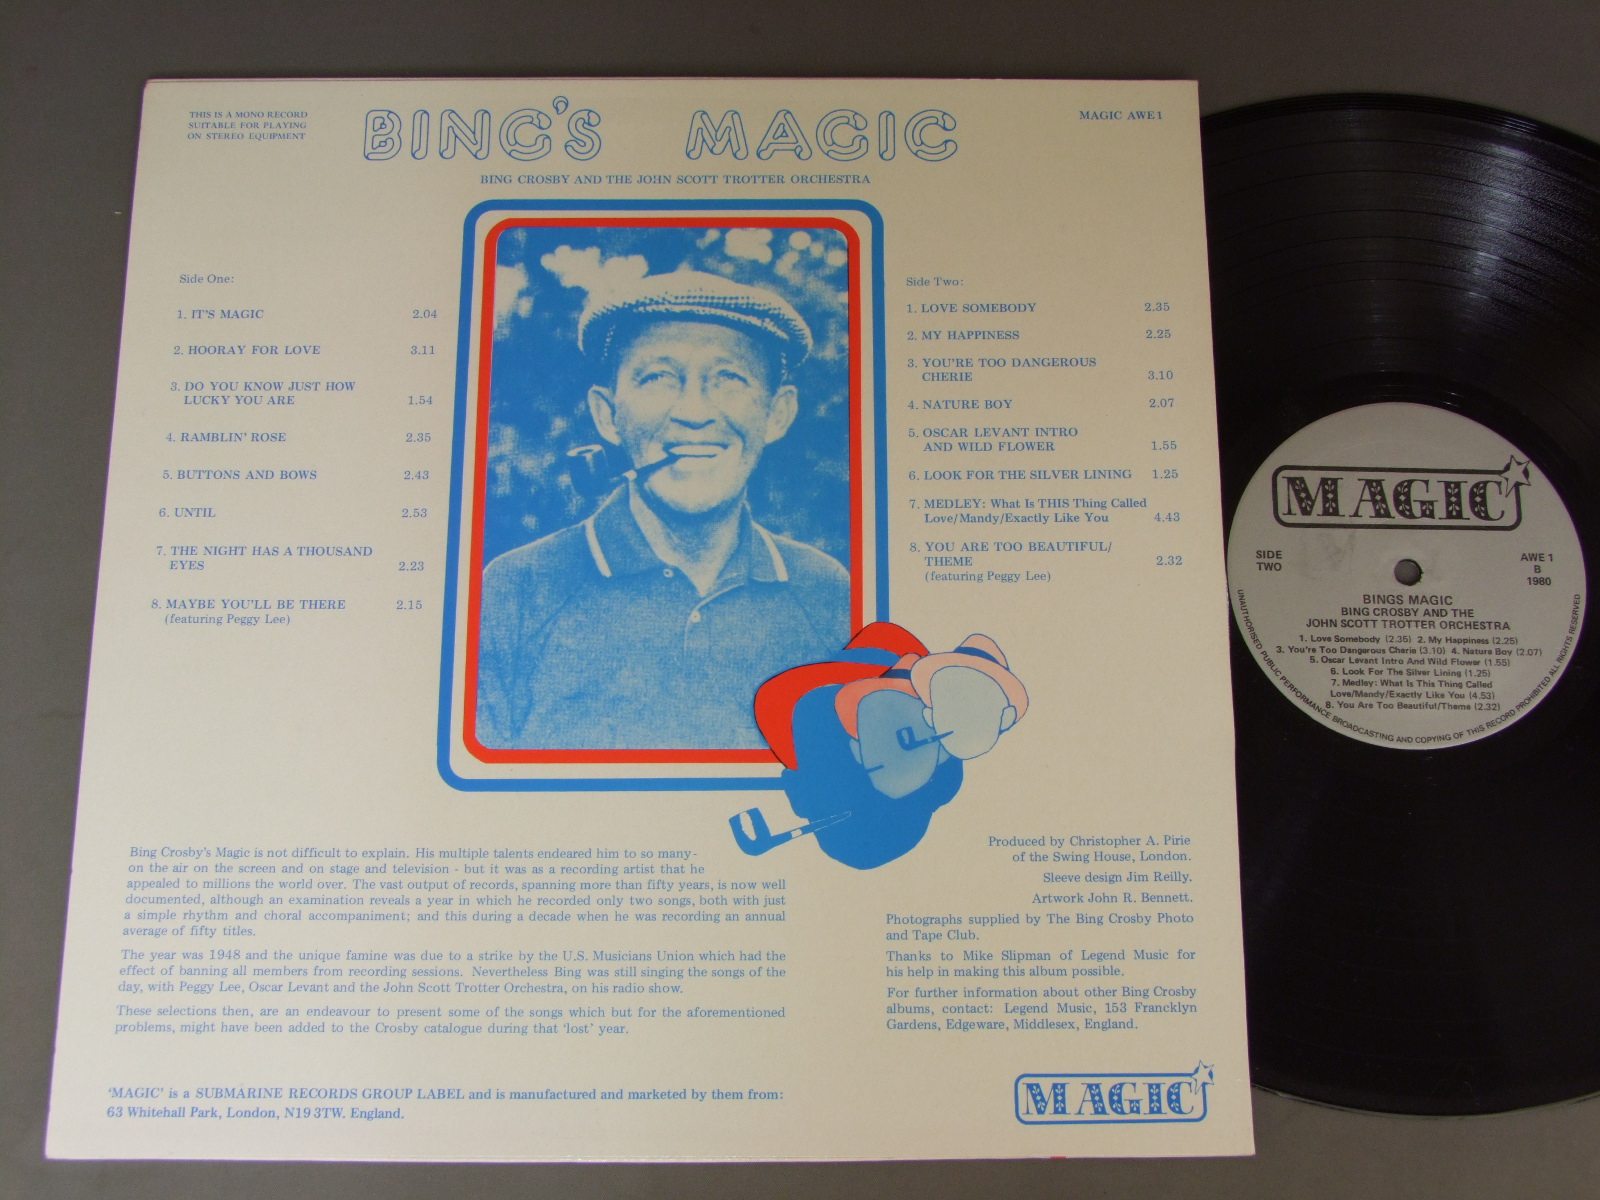 THIS IS A MONO RECORD
SUITABLE FOR PLAYING
ON STEREO EQUIPMENT
BING'S MAGIC
MAGIC AWE1
BING CROSBY AND THE JOHN SCOTT TROTTER ORCHESTRA
Side One:
1. IT'S MAGIC 2.04
2. HOORAY FOR LOVE 3.11
3. DO YOU KNOW JUST HOW
LUCKY YOU ARE 1.54
4. RAMBLIN' ROSE 2.35
5. BUTTONS AND BOWS 2.43
6. UNTIL 2.53
7. THE NIGHT HAS A THOUSAND
EYES 2.23
8. MAYBE YOU'LL BE THERE 2.15
(featuring Peggy Lee)
Side Two:
1. LOVE SOMEBODY 2.35
2. MY HAPPINESS 2.25
3. YOU'RE TOO DANGEROUS
CHERIE 3.10
4. NATURE BOY 2.07
5. OSCAR LEVANT INTRO
AND WILD FLOWER 1.55
6. LOOK FOR THE SILVER LINING 1.25
7. MEDLEY: What Is THIS Thing Called
Love/Mandy/Exactly Like You 4.43
8. YOU ARE TOO BEAUTIFUL/
THEME 2.32
(featuring Peggy Lee)
Bing Crosby's Magic is not difficult to explain. His multiple talents endeared him to so many-
on the air on the screen and on stage and television - but it was as a recording artist that he
appealed to millions the world over. The vast output of records, spanning more than fifty years, is now well
documented, although an examination reveals a year in which he recorded only two songs, both with just
a simple rhythm and choral accompaniment; and this during a decade when he was recording an annual
average of fifty titles.
The year was 1948 and the unique famine was due to a strike by the U.S. Musicians Union which had the
effect of banning all members from recording sessions. Nevertheless Bing was still singing the songs of the
day, with Peggy Lee, Oscar Levant and the John Scott Trotter Orchestra, on his radio show.
These selections then, are an endeavour to present some of the songs which but for the aforementioned
problems, might have been added to the Crosby catalogue during that 'lost' year.
Produced by Christopher A. Pirie
of the Swing House, London.
Sleeve design Jim Reilly.
Artwork John R. Bennett.
Photographs supplied by The Bing Crosby Photo
and Tape Club.
Thanks to Mike Slipman of Legend Music for
his help in making this album possible.
For further information about other Bing Crosby
albums, contact: Legend Music, 153 Francklyn
Gardens, Edgeware, Middlesex, England.
'MAGIC' is a SUBMARINE RECORDS GROUP LABEL and is manufactured and marketed by them from:
63 Whitehall Park, London, N19 3TW. England.
MAGIC
MAGIC
SIDE
TWO
AWE 1
B
1980
BINGS MAGIC
BING CROSBY AND THE
JOHN SCOTT TROTTER ORCHESTRA
1. Love Somebody (2.35) 2. My Happiness (2.25)
3. You're Too Dangerous Cherie (3.10) 4. Nature Boy (2.07)
5. Oscar Levant Intro And Wild Flower (1.55)
6. Look For The Silver Lining (1.25)
7. Medley: What Is This Thing Called
Love/Mandy/Exactly Like You (4.53)
8. You Are Too Beautiful/Theme (2.32)
UNAUTHORISED PUBLIC PERFORMANCE BROADCASTING AND COPYING OF THIS RECORD PROHIBITED ALL RIGHTS RESERVED